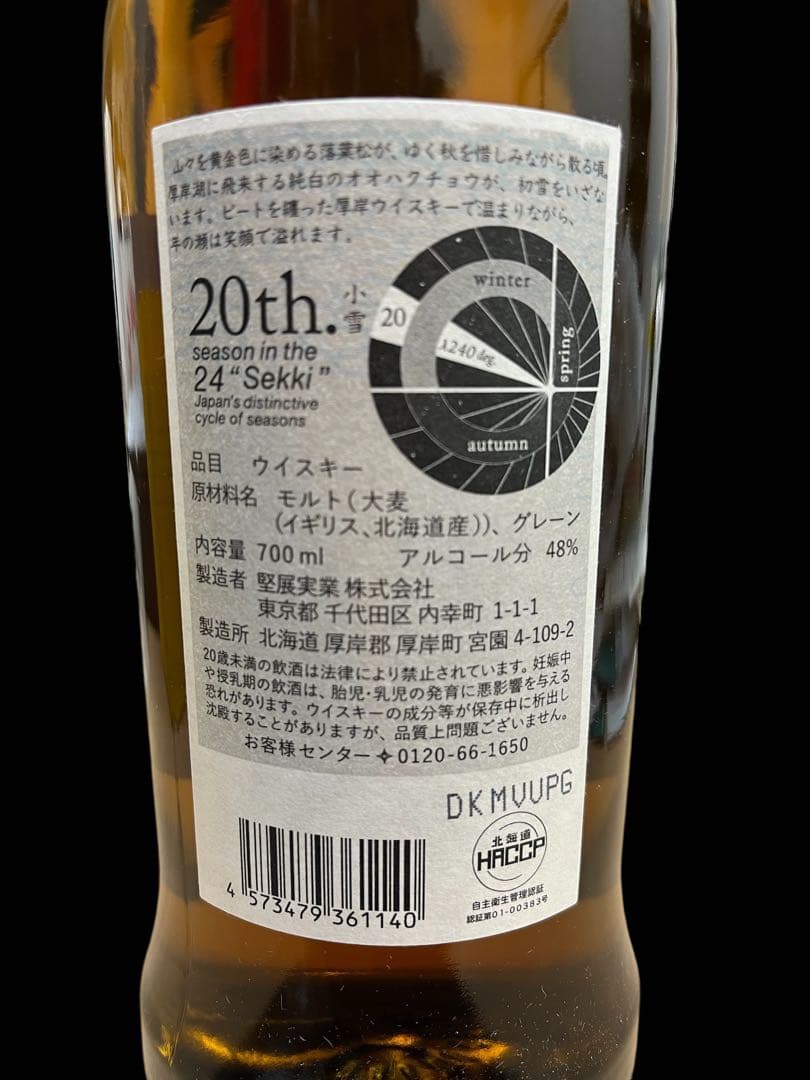 山々を黄金色に染める落葉松が、ゆく秋を惜しみながら散る頃。
厚岸湖に飛来する純白のオオハクチョウが、初雪をいざな
います。ピートを纏った厚岸ウイスキーで温まりながら、
年の瀬は笑顔で溢れます。
20th. 小雪
season in the
24 "Sekki"
Japan's distinctive
cycle of seasons
winter
20
λ240 deg.
spring
autumn
品目 ウイスキー
原材料名 モルト(大麦
(イギリス、北海道産))、グレーン
内容量 700 ml アルコール分 48%
製造者 堅展実業 株式会社
東京都 千代田区 内幸町 1-1-1
製造所 北海道 厚岸郡 厚岸町 宮園 4-109-2
20歳未満の飲酒は法律により禁止されています。妊娠中
や授乳期の飲酒は、胎児・乳児の発育に悪影響を与える
恐れがあります。ウイスキーの成分等が保存中に析出し
沈殿することがありますが、品質上問題ございません。
お客様センター✦0120-66-1650
DKMVUPG
北海道
HACCP
自主衛生管理認証
認証第01-00383号
4 573479 361140